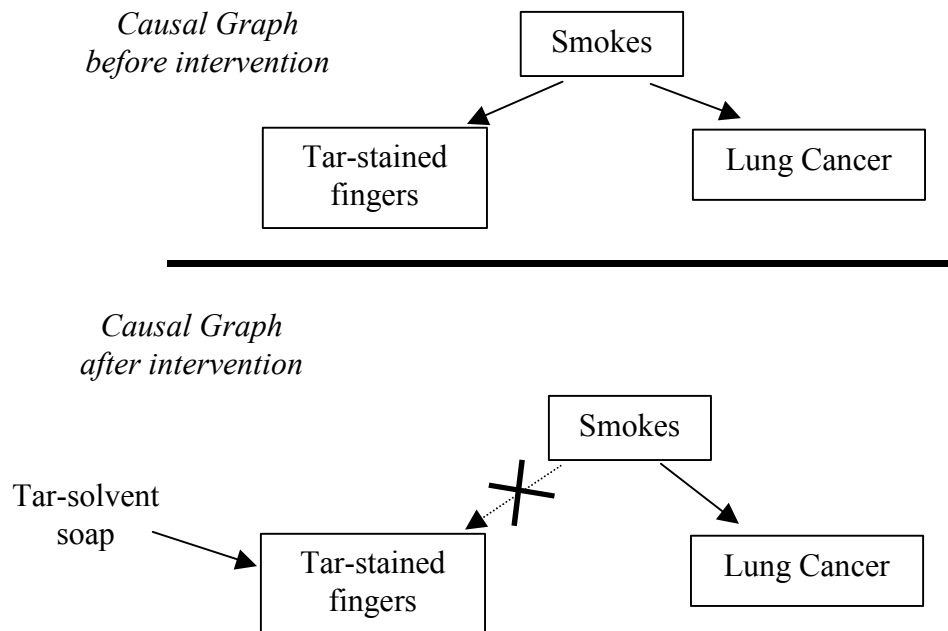 Causal Graph
before intervention
Smokes
Tar-stained
fingers
Lung Cancer
Causal Graph
after intervention
Smokes
Tar-solvent
soap
Tar-stained
fingers
Lung Cancer